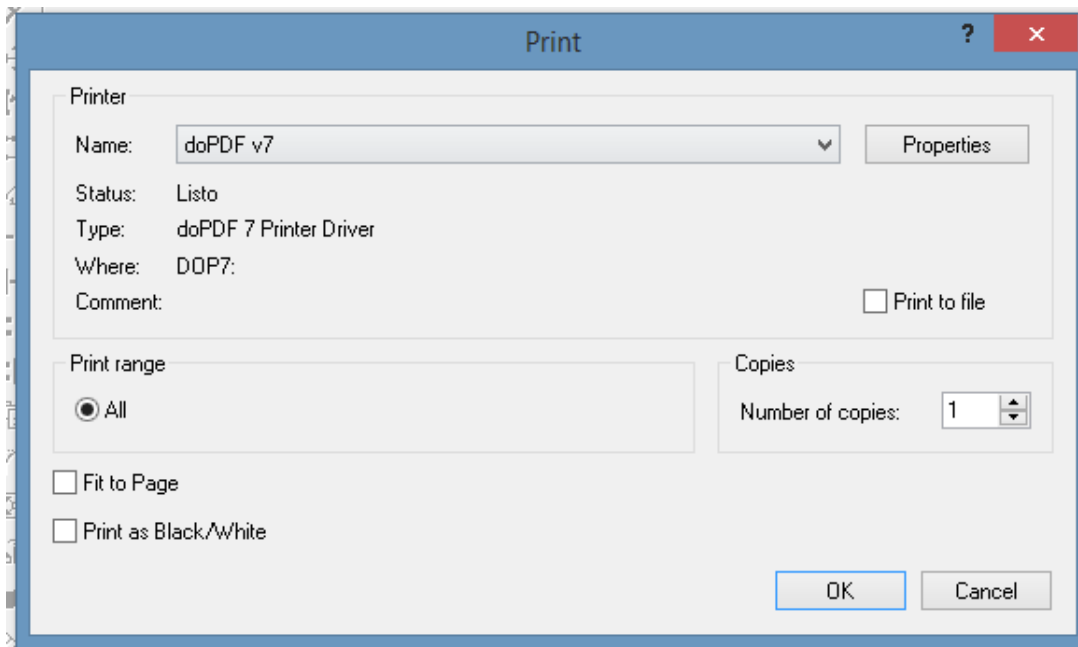 Print
?
Printer
Name: doPDF v7 Properties
Status: Listo
Type: doPDF 7 Printer Driver
Where: DOP7:
Comment: Print to file
Print range Copies
All Number of copies: 1
Fit to Page
Print as Black/White
OK Cancel